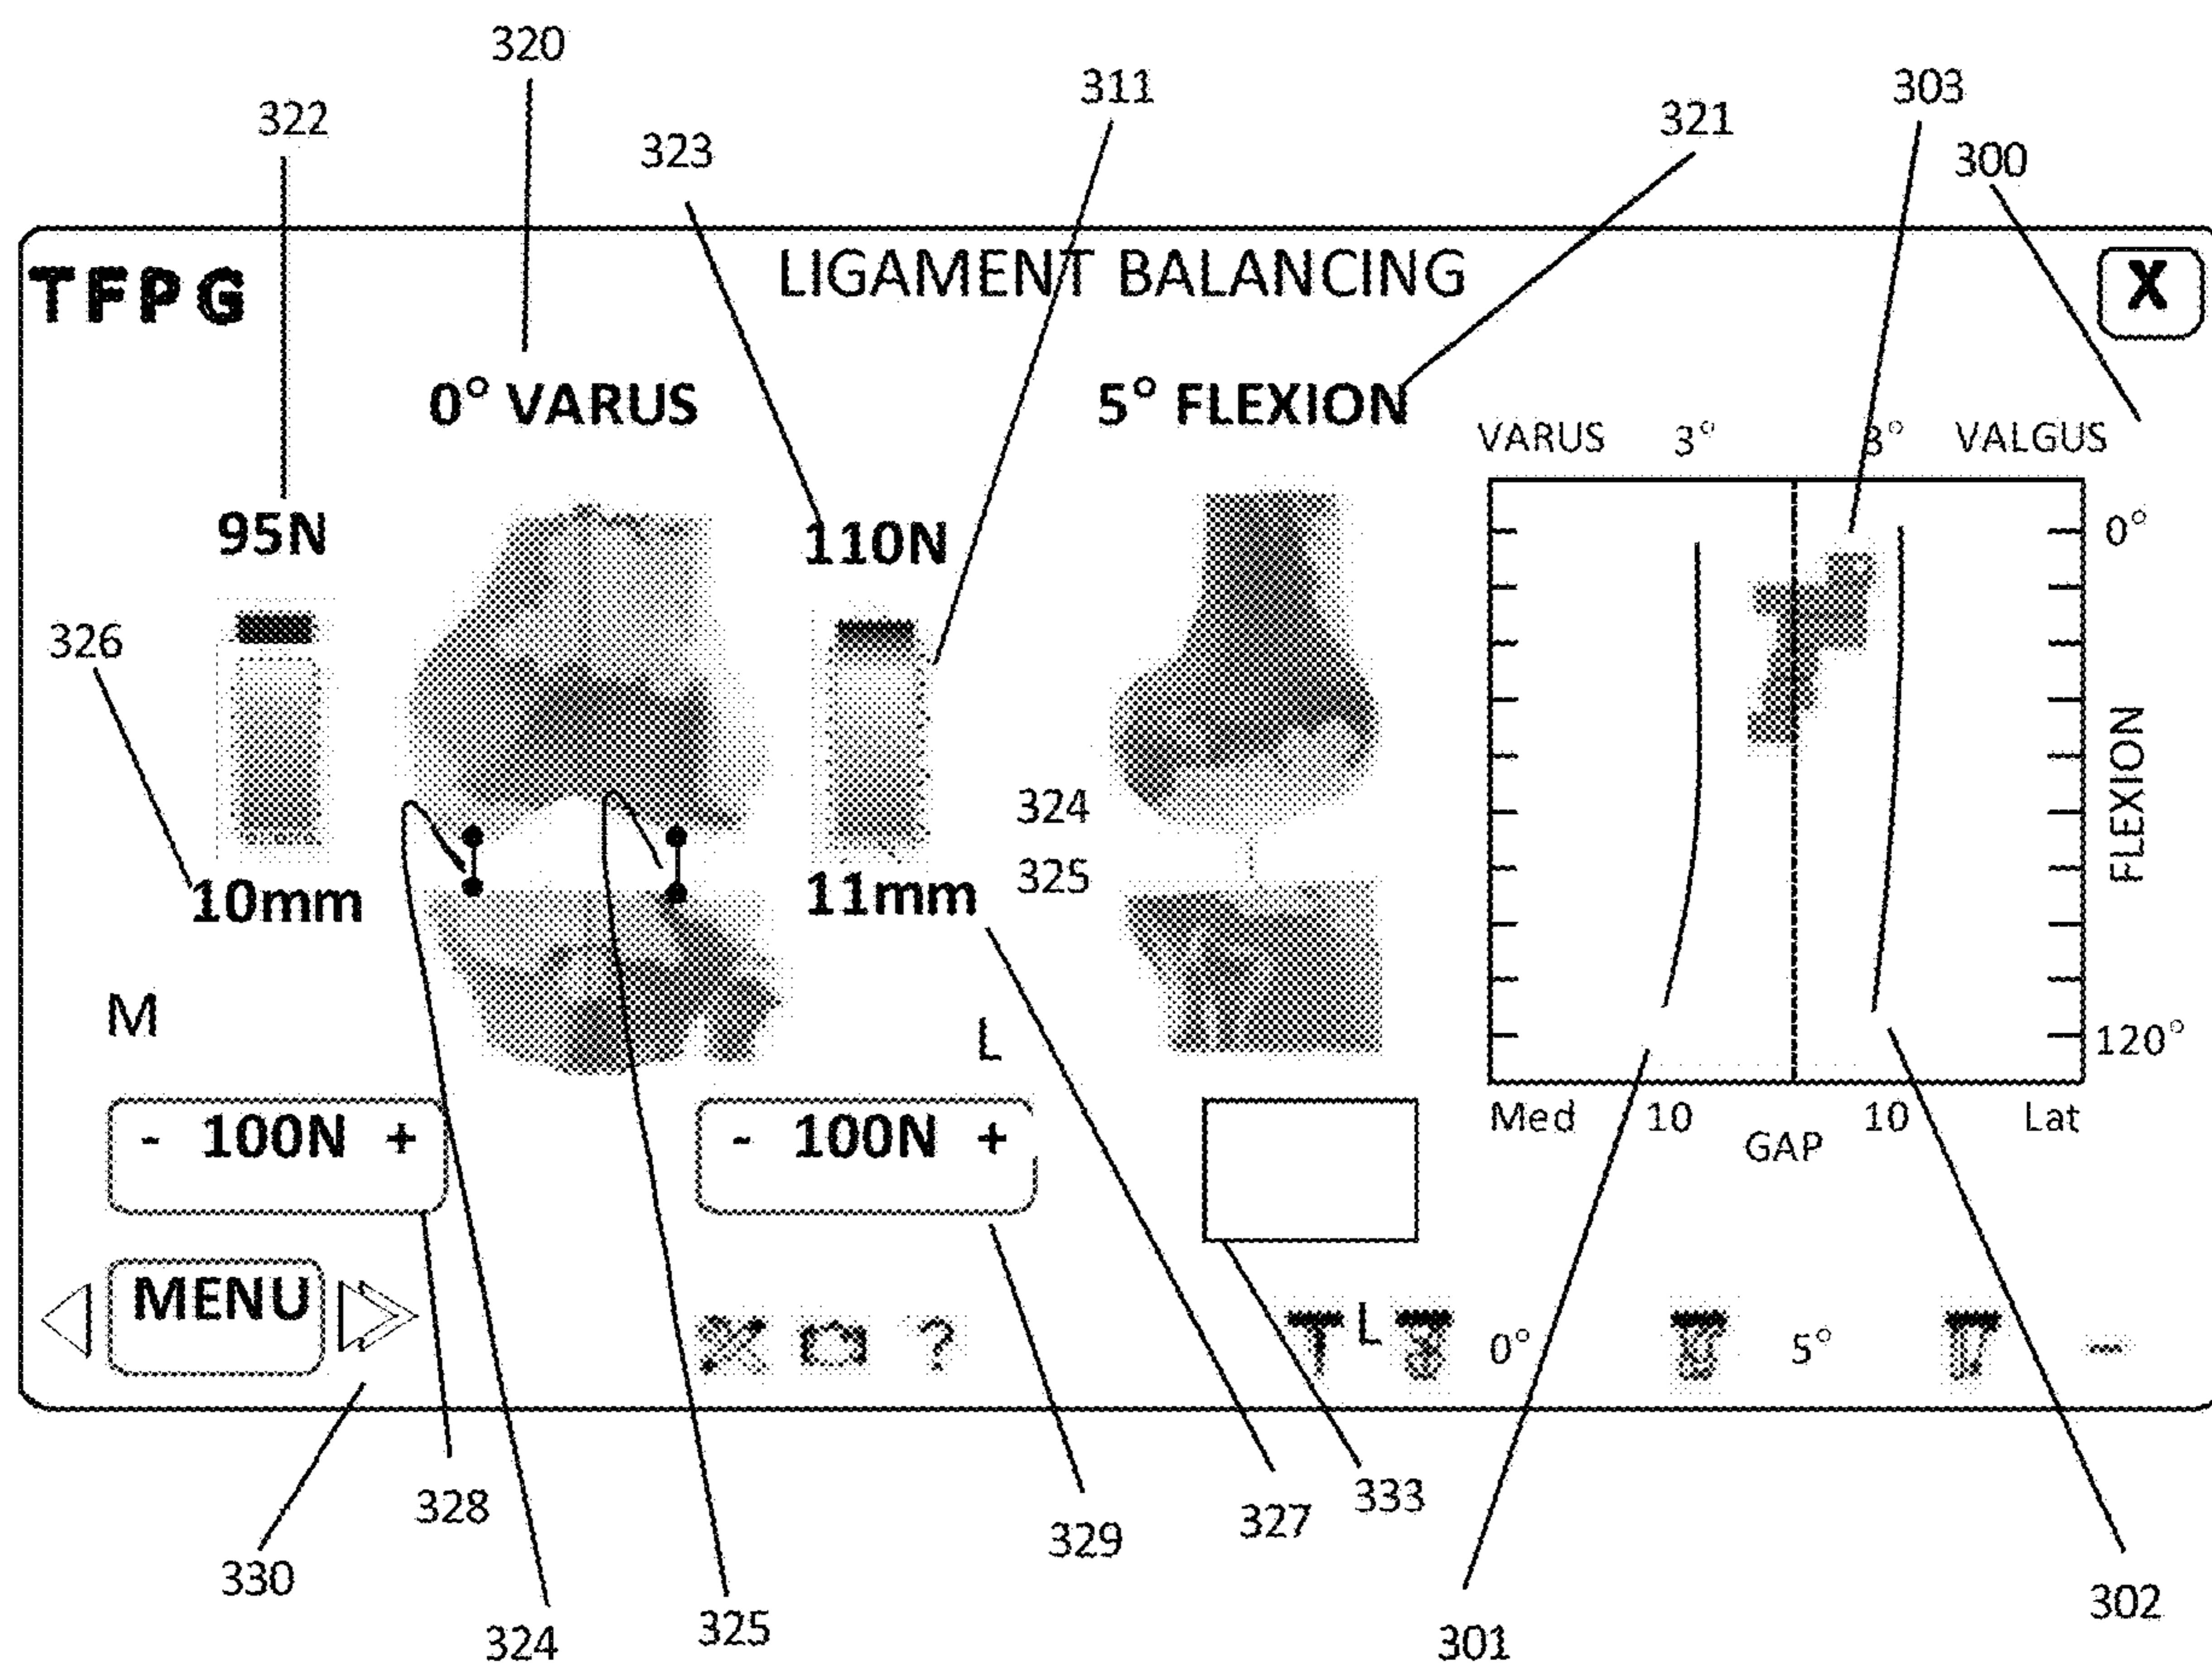 320
322
323
311
321
303
300
TFPG
LIGAMENT BALANCING
X
0° VARUS
5° FLEXION
VARUS 3° 3° VALGUS
95N
110N
0°
326
10mm
11mm
324
325
FLEXION
M
L
120°
- 100N +
- 100N +
Med 10 GAP 10 Lat
MENU
?
L 0° 5° --
328
330
324
325
329
327
333
301
302